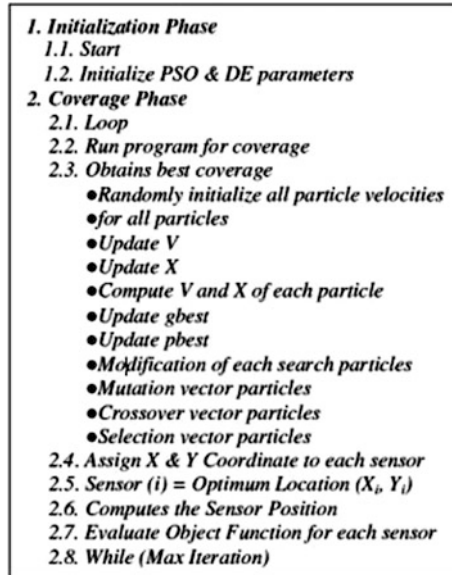 1. Initialization Phase
1.1. Start
1.2. Initialize PSO & DE parameters
2. Coverage Phase
2.1. Loop
2.2. Run program for coverage
2.3. Obtains best coverage
●Randomly initialize all particle velocities
●for all particles
●Update V
●Update X
●Compute V and X of each particle
●Update gbest
●Update pbest
●Modification of each search particles
●Mutation vector particles
●Crossover vector particles
●Selection vector particles
2.4. Assign X & Y Coordinate to each sensor
2.5. Sensor (i) = Optimum Location (Xi, Yi)
2.6. Computes the Sensor Position
2.7. Evaluate Object Function for each sensor
2.8. While (Max Iteration)